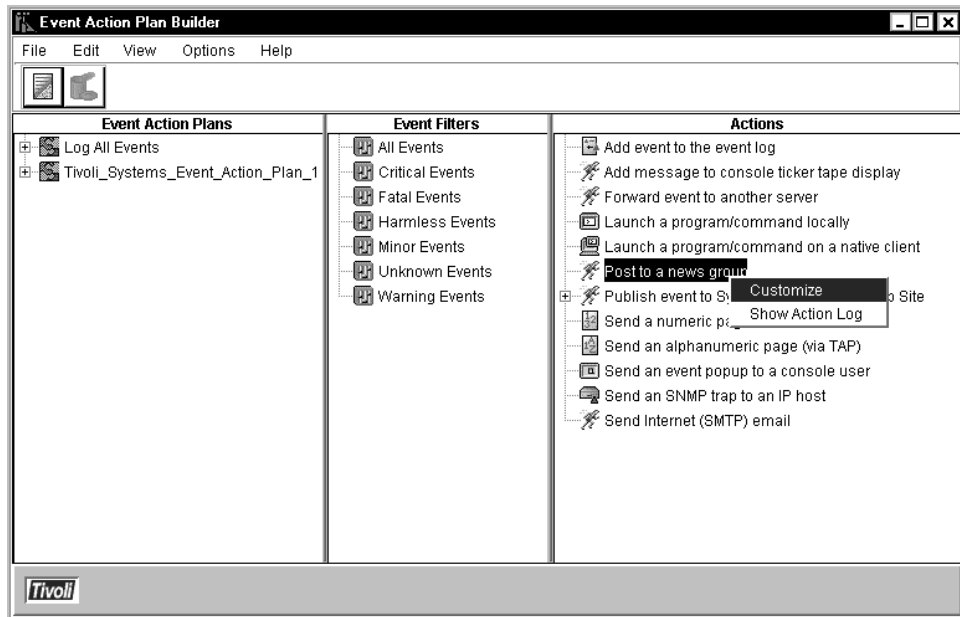 Event Action Plan Builder
File Edit View Options Help
Event Action Plans
Log All Events
Tivoli_Systems_Event_Action_Plan_1
Event Filters
All Events
Critical Events
Fatal Events
Harmless Events
Minor Events
Unknown Events
Warning Events
Actions
Add event to the event log
Add message to console ticker tape display
Forward event to another server
Launch a program/command locally
Launch a program/command on a native client
Post to a news group
Customize
Publish event to Site
Show Action Log
Send a numeric
Send an alphanumeric page (via TAP)
Send an event popup to a console user
Send an SNMP trap to an IP host
Send Internet (SMTP) email
Tivoli